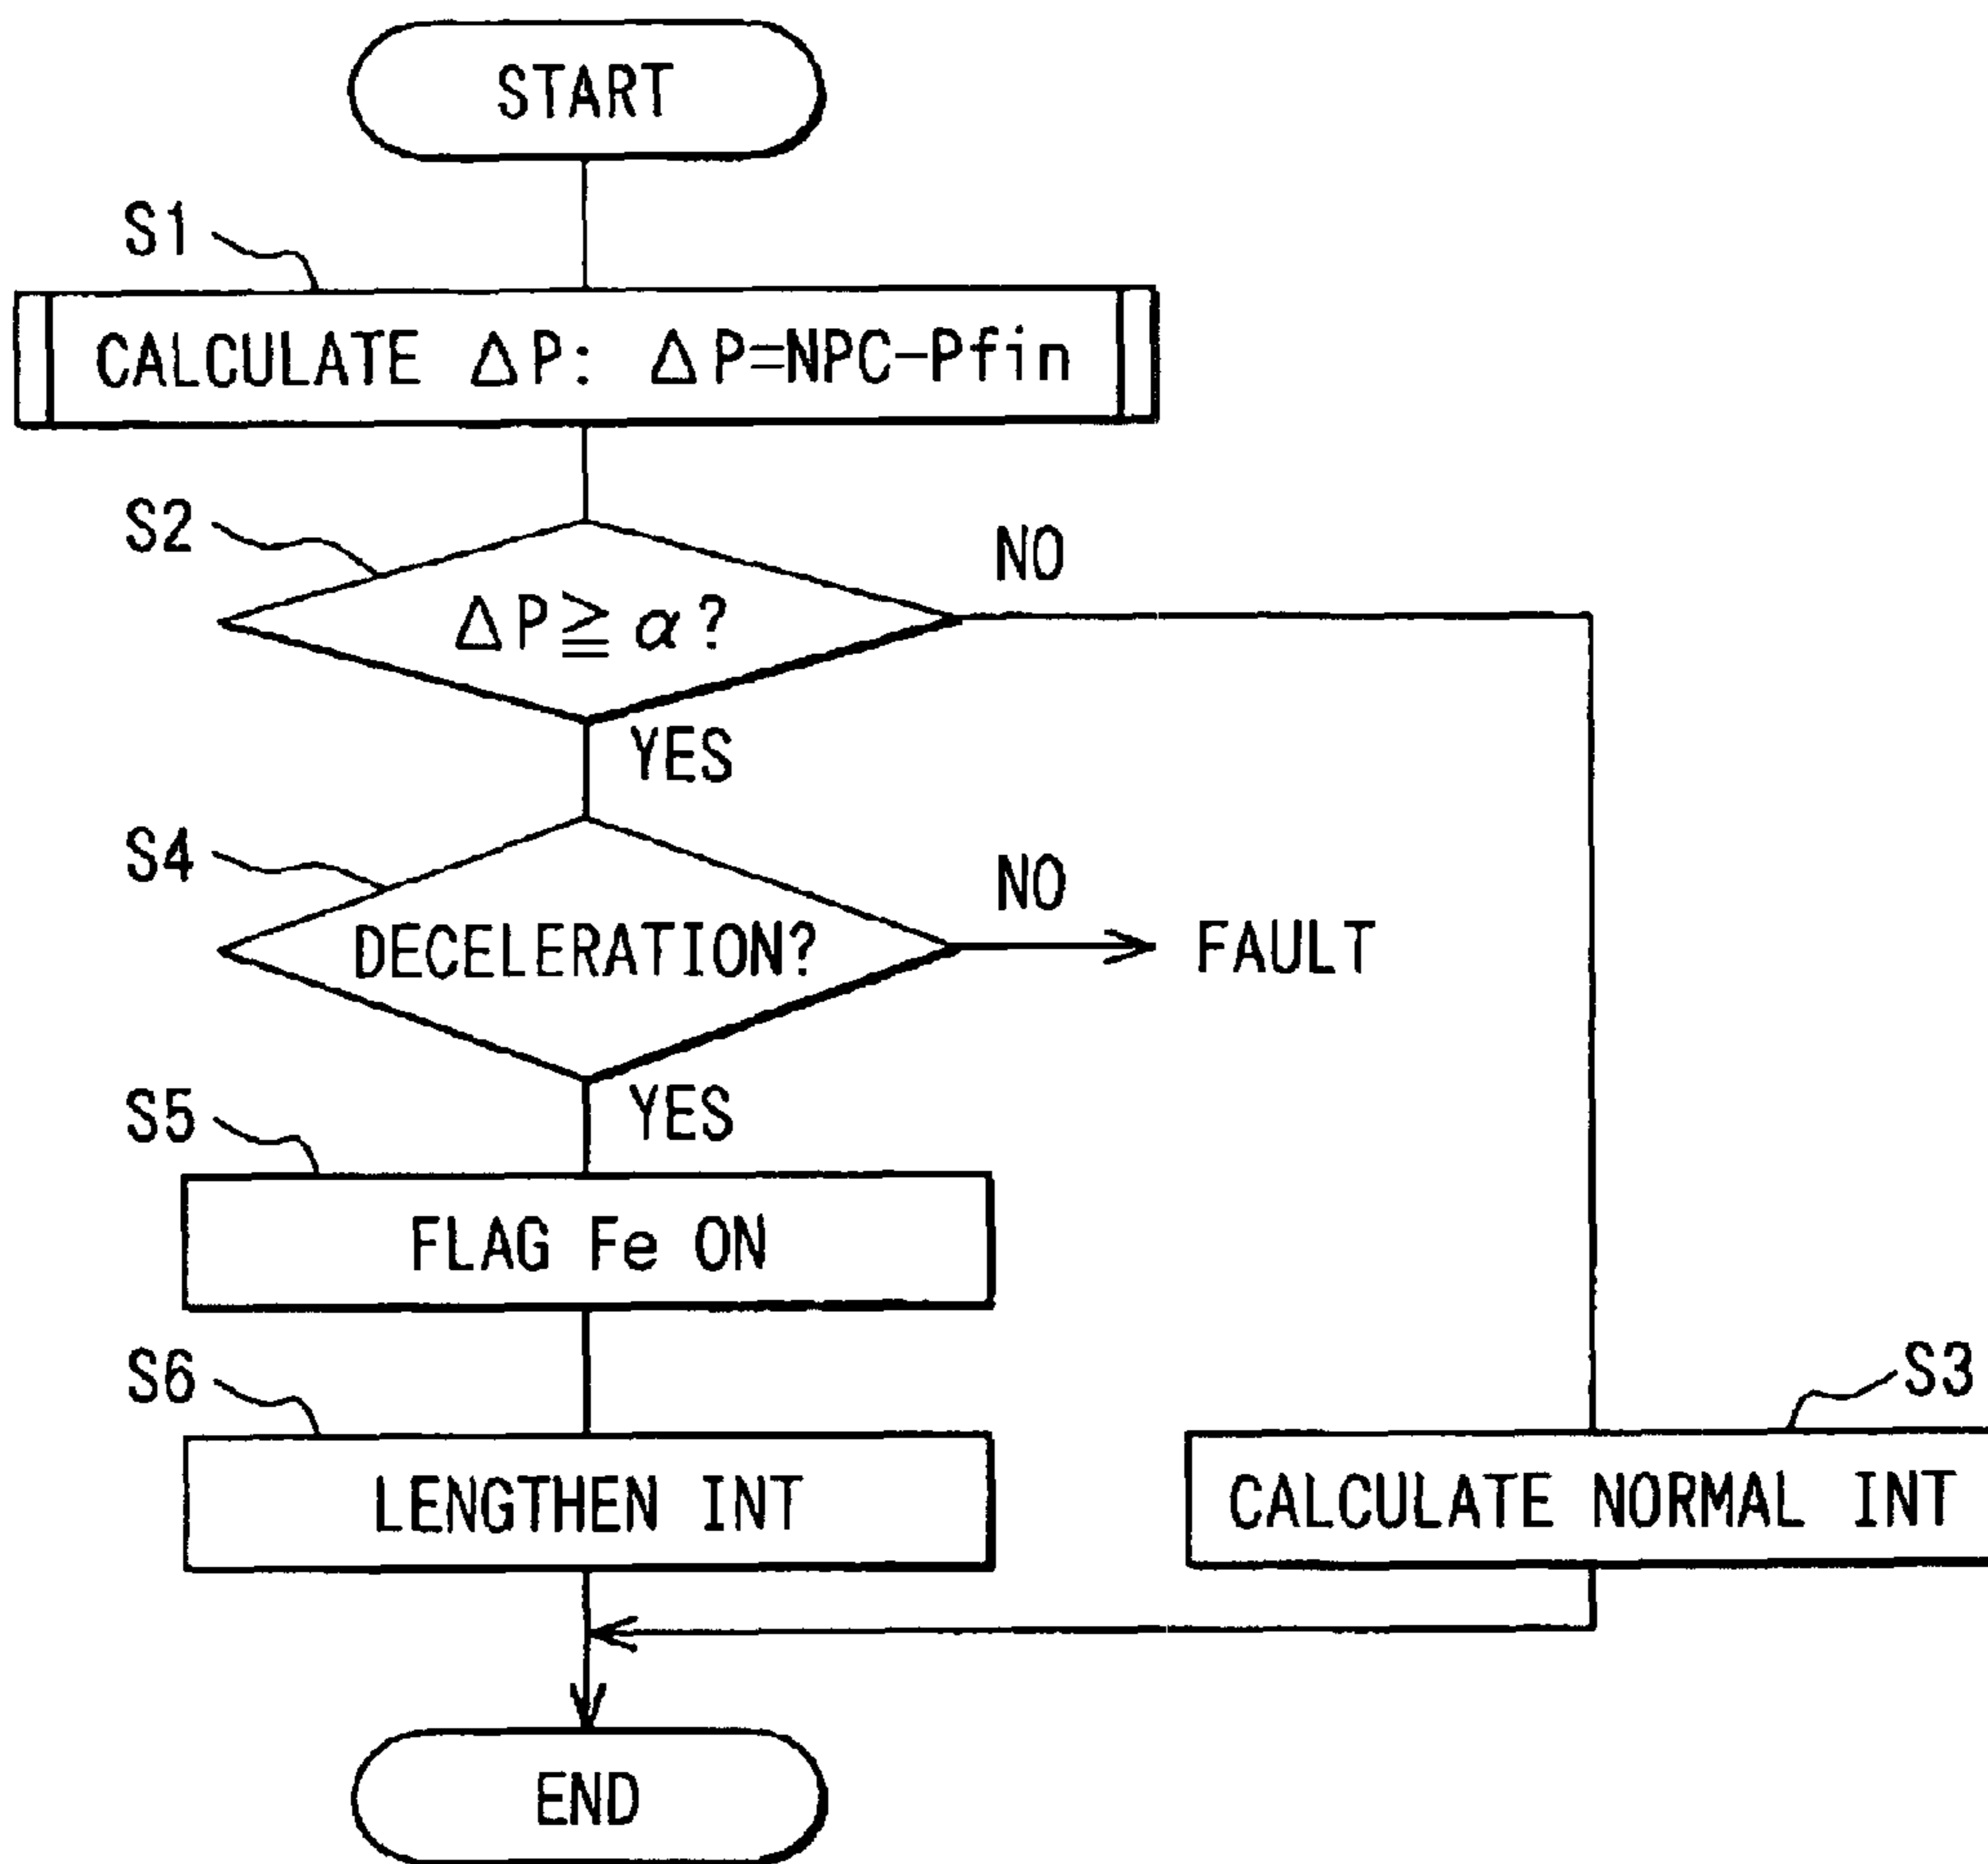 START
S1
CALCULATE ΔP: ΔP=NPC-Pfin
S2
ΔP≧α?
NO
YES
S4
DECELERATION?
NO
FAULT
YES
S5
FLAG Fe ON
S6
LENGTHEN INT
S3
CALCULATE NORMAL INT
END